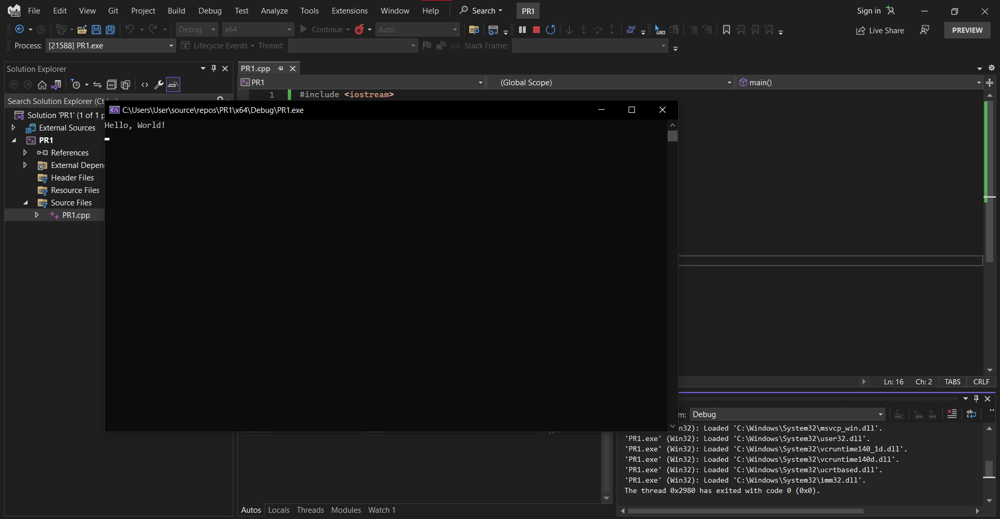 File Edit View Git Project Build Debug Test Analyze Tools Extensions Window Help Search PR1 Sign in
PRE
Debug x64 Continue Auto Live Share PREVIEW
Process: [21588] PR1.exe Lifecycle Events Thread: Stack Frame:
Solution Explorer
PR1.cpp
PR1 (Global Scope) main()
Search Solution Explorer
1 #include <iostream>
C:\Users\User\source\repos\PR1\x64\Debug\PR1.exe
Hello, World!
Solution 'PR1' (1 of 1 p
External Sources
PR1
References
External Depen
Header Files
Resource Files
Source Files
PR1.cpp
Ln: 16 Ch: 2 TABS CRLF
m: Debug
in32): Loaded 'C:\Windows\System32\msvcp_win.dll'.
'PR1.exe' (Win32): Loaded 'C:\Windows\System32\user32.dll'.
'PR1.exe' (Win32): Loaded 'C:\Windows\System32\vcruntime140_1d.dll'.
'PR1.exe' (Win32): Loaded 'C:\Windows\System32\vcruntime140d.dll'.
'PR1.exe' (Win32): Loaded 'C:\Windows\System32\ucrtbased.dll'.
'PR1.exe' (Win32): Loaded 'C:\Windows\System32\imm32.dll'.
The thread 0x2980 has exited with code 0 (0x0).
Autos Locals Threads Modules Watch 1